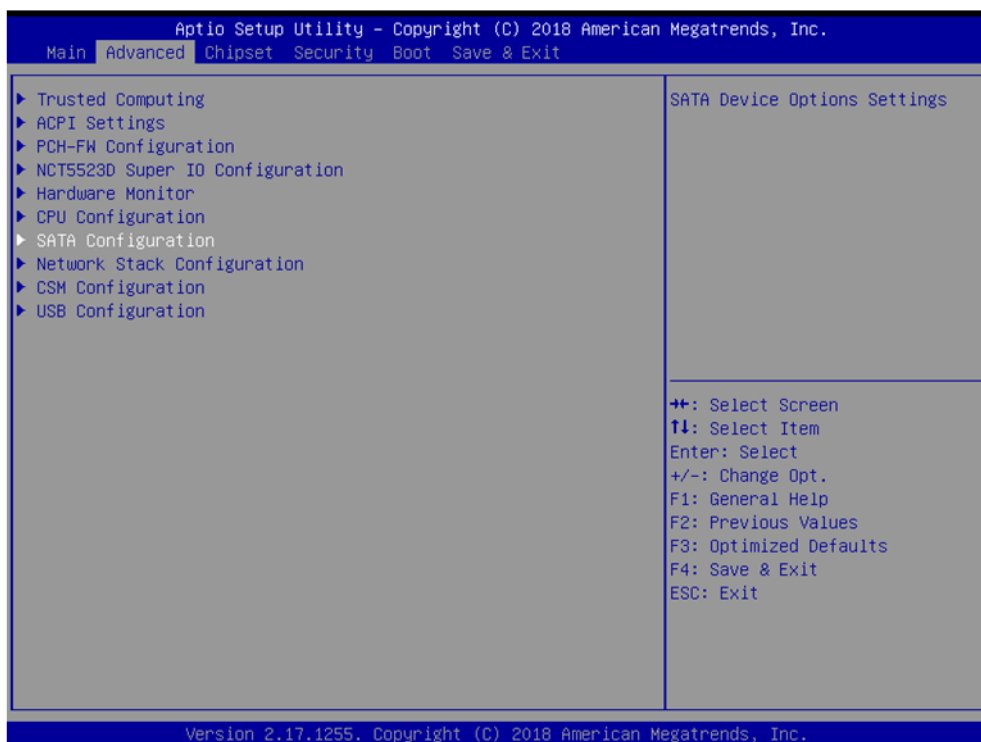 Aptio Setup Utility – Copyright (C) 2018 American Megatrends, Inc.
Main Advanced Chipset Security Boot Save & Exit
Trusted Computing
ACPI Settings
PCH-FW Configuration
NCT5523D Super IO Configuration
Hardware Monitor
CPU Configuration
SATA Configuration
Network Stack Configuration
CSM Configuration
USB Configuration
SATA Device Options Settings
→←: Select Screen
↑↓: Select Item
Enter: Select
+/-: Change Opt.
F1: General Help
F2: Previous Values
F3: Optimized Defaults
F4: Save & Exit
ESC: Exit
Version 2.17.1255. Copyright (C) 2018 American Megatrends, Inc.